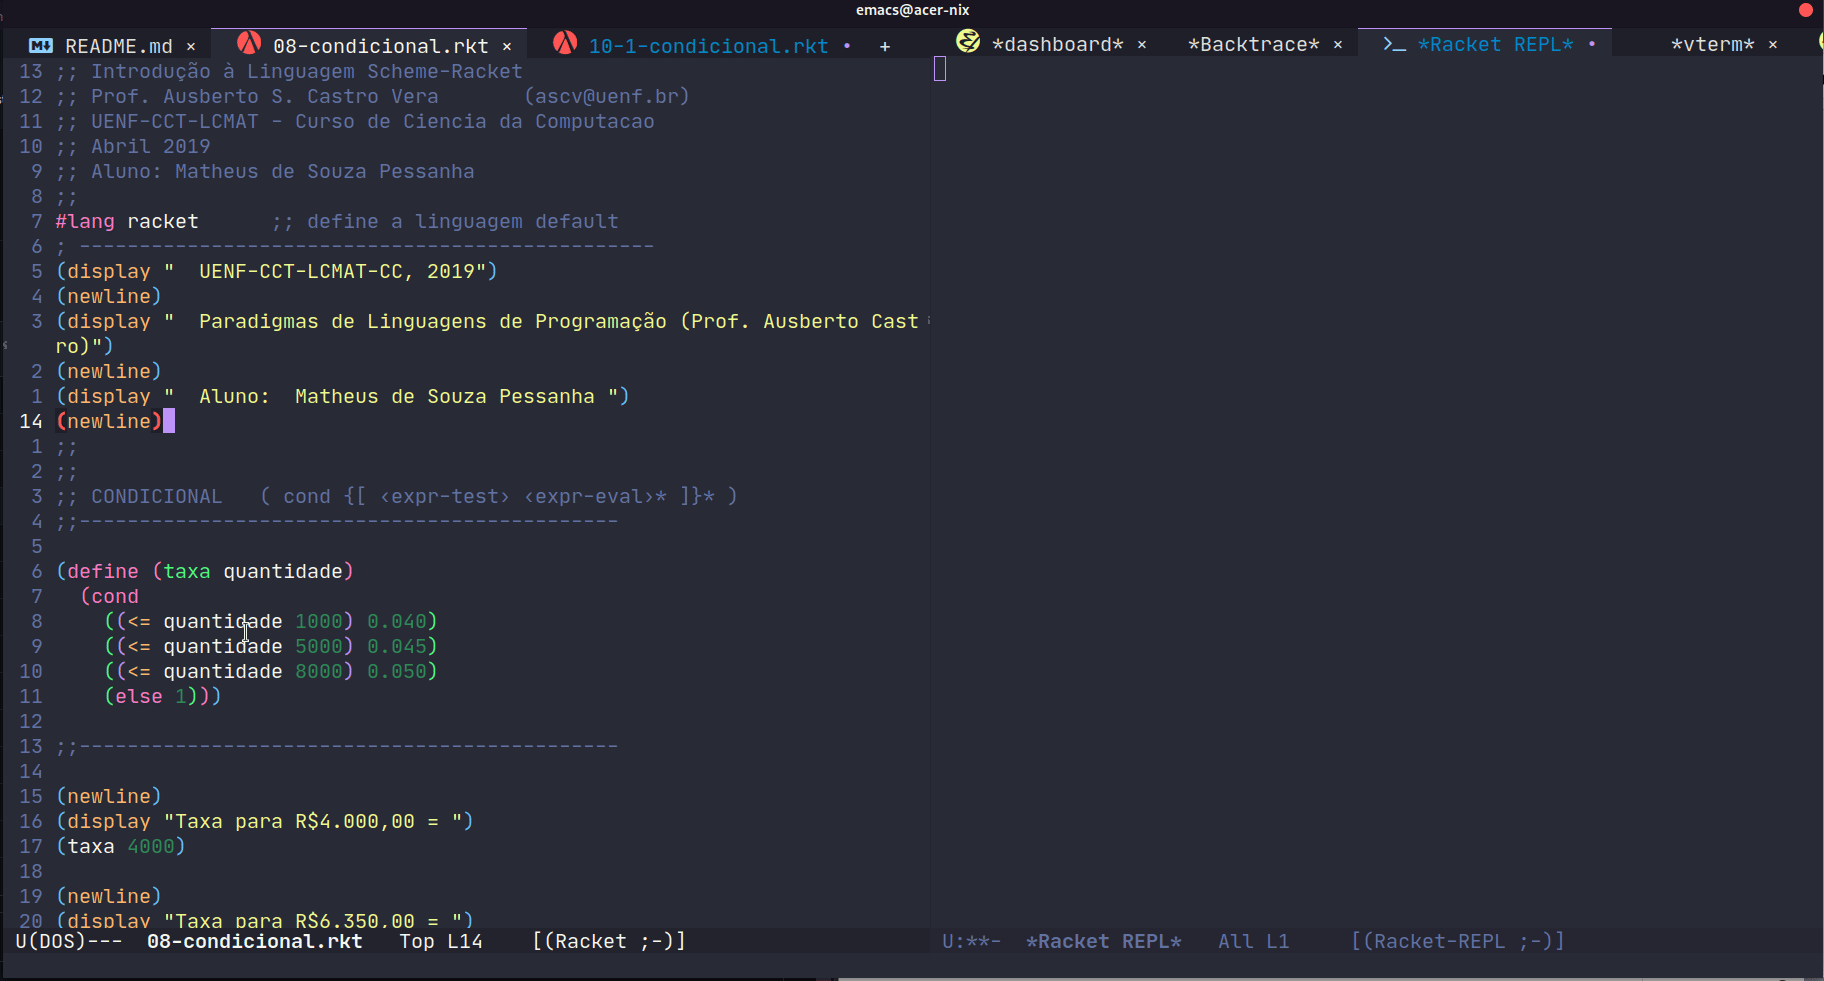 emacs@acer-nix
README.md × 08-condicional.rkt × 10-1-condicional.rkt • + *dashboard* × *Backtrace* × >_ *Racket REPL* • *vterm* ×
13 ;; Introdução à Linguagem Scheme-Racket
12 ;; Prof. Ausberto S. Castro Vera       (ascv@uenf.br)
11 ;; UENF-CCT-LCMAT - Curso de Ciencia da Computacao
10 ;; Abril 2019
9 ;; Aluno: Matheus de Souza Pessanha
8 ;;
7 #lang racket      ;; define a linguagem default
6 ; ------------------------------------------------
5 (display "  UENF-CCT-LCMAT-CC, 2019")
4 (newline)
3 (display "  Paradigmas de Linguagens de Programação (Prof. Ausberto Cast
ro)")
2 (newline)
1 (display "  Aluno:  Matheus de Souza Pessanha ")
14 (newline)
1 ;;
2 ;;
3 ;; CONDICIONAL   ( cond {[ ‹expr-test› ‹expr-eval›* ]}* )
4 ;;---------------------------------------------
5
6 (define (taxa quantidade)
7   (cond
8     ((<= quantidade 1000) 0.040)
9     ((<= quantidade 5000) 0.045)
10     ((<= quantidade 8000) 0.050)
11     (else 1)))
12
13 ;;---------------------------------------------
14
15 (newline)
16 (display "Taxa para R$4.000,00 = ")
17 (taxa 4000)
18
19 (newline)
20 (display "Taxa para R$6.350,00 = ")
U(DOS)---  08-condicional.rkt   Top L14    [(Racket ;-)]
U:**-  *Racket REPL*   All L1     [(Racket-REPL ;-)]